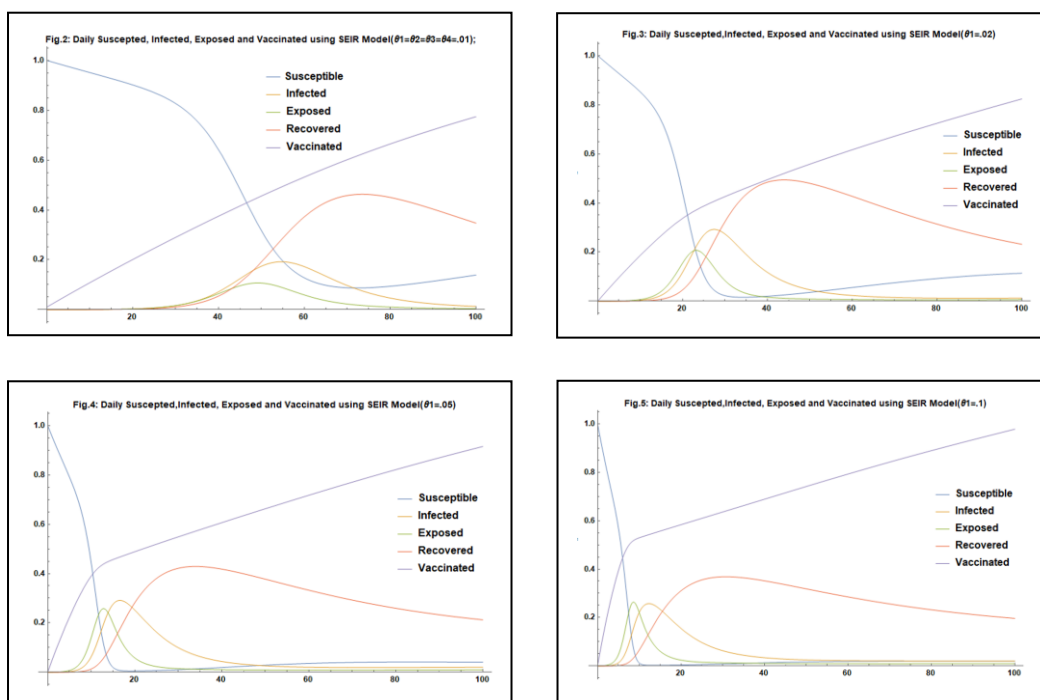 Fig.2: Daily Suscepted, Infected, Exposed and Vaccinated using SEIR Model(θ1=θ2=θ3=θ4=.01);
1.0
0.8
0.6
0.4
0.2
20
40
60
80
100
Susceptible
Infected
Exposed
Recovered
Vaccinated
Fig.3: Daily Suscepted,Infected, Exposed and Vaccinated using SEIR Model(θ1=.02)
1.0
0.8
0.6
0.4
0.2
20
40
60
80
100
Susceptible
Infected
Exposed
Recovered
Vaccinated
Fig.4: Daily Suscepted,Infected, Exposed and Vaccinated using SEIR Model(θ1=.05)
1.0
0.8
0.6
0.4
0.2
20
40
60
80
100
Susceptible
Infected
Exposed
Recovered
Vaccinated
Fig.5: Daily Suscepted,Infected, Exposed and Vaccinated using SEIR Model(θ1=.1)
1.0
0.8
0.6
0.4
0.2
20
40
60
80
100
Susceptible
Infected
Exposed
Recovered
Vaccinated